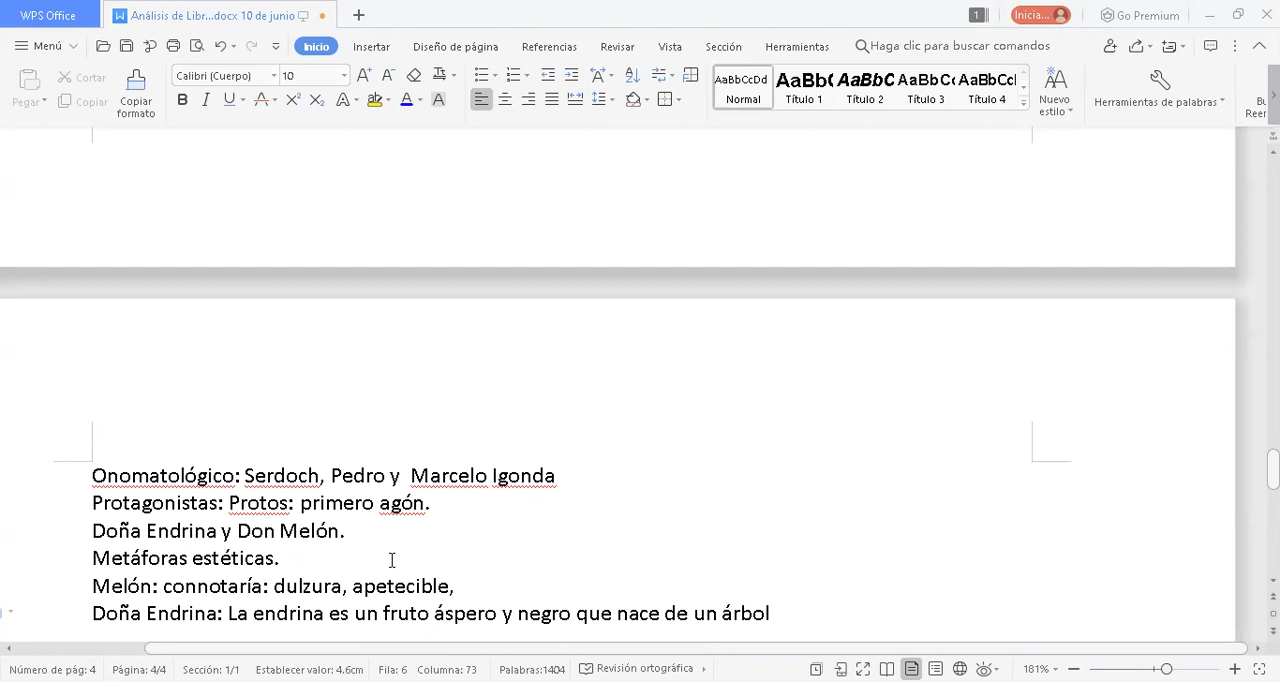 WPS Office
Análisis de Libr...docx 10 de junio
1
Inicia...
Go Premium
Menú
Inicio
Insertar
Diseño de página
Referencias
Revisar
Vista
Sección
Herramientas
Haga clic para buscar comandos
Pegar
Cortar
Copiar
Copiar formato
Calibri (Cuerpo)
10
AaBbCcDd
Normal
AaBb(
Título 1
AaBbC
Título 2
AaBbC(
Título 3
AaBbCcl
Título 4
Nuevo estilo
Herramientas de palabras
Bu
Reem
Onomatológico: Serdoch, Pedro y  Marcelo Igonda
Protagonistas: Protos: primero agón.
Doña Endrina y Don Melón.
Metáforas estéticas.
Melón: connotaría: dulzura, apetecible,
Doña Endrina: La endrina es un fruto áspero y negro que nace de un árbol
Número de pág: 4
Página: 4/4
Sección: 1/1
Establecer valor: 4.6cm
Fila: 6
Columna: 73
Palabras:1404
Revisión ortográfica
181%